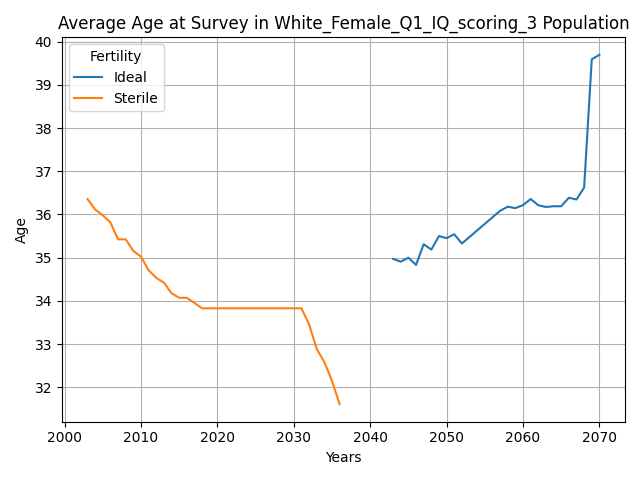 Average Age at Survey in White_Female_Q1_IQ_scoring_3 Population
40
39
38
37
36
35
34
33
32
Age
Fertility
Ideal
Sterile
2000 2010 2020 2030 2040 2050 2060 2070
Years